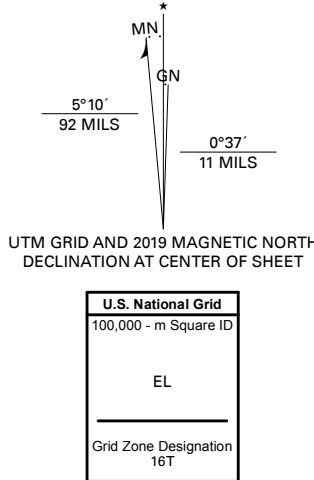 ★
MN
GN
5°10´
92 MILS
0°37´
11 MILS
UTM GRID AND 2019 MAGNETIC NORTH
DECLINATION AT CENTER OF SHEET
U.S. National Grid
100,000 - m Square ID
EL
Grid Zone Designation
16T